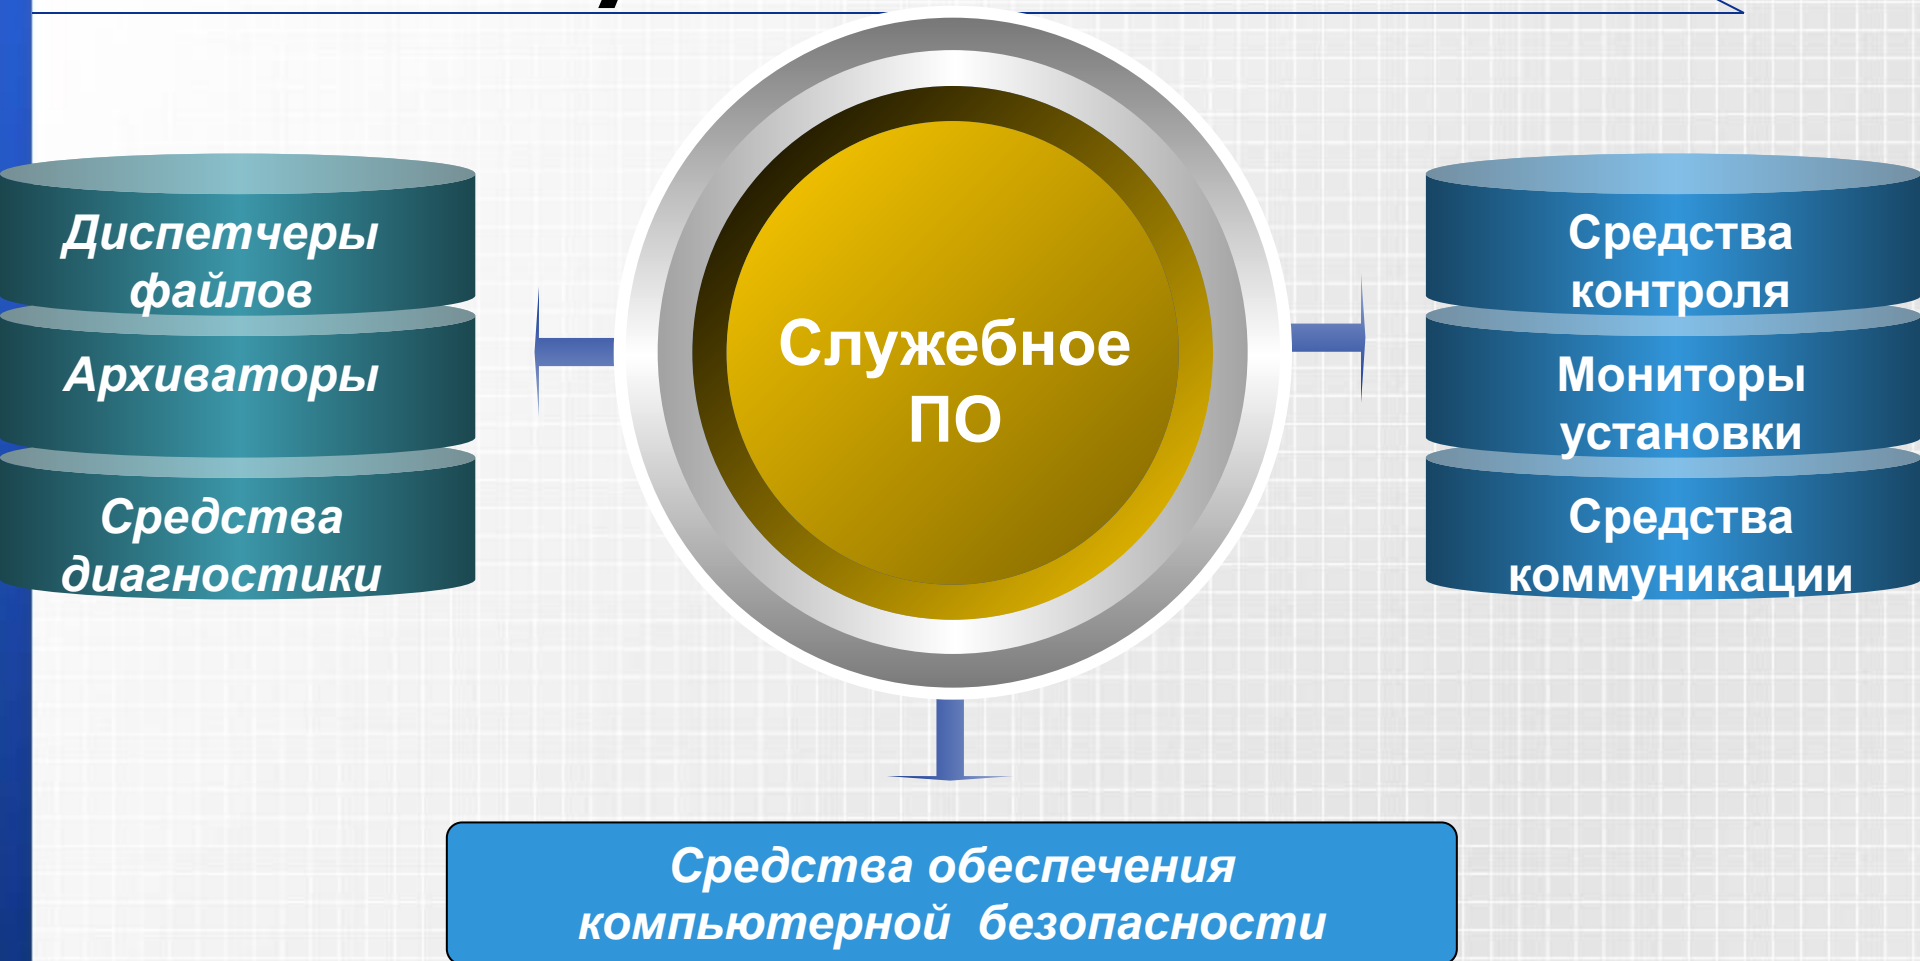 Диспетчеры
файлов
Архиваторы
Средства
диагностики
Служебное
ПО
Средства
контроля
Мониторы
установки
Средства
коммуникации
Средства обеспечения
компьютерной  безопасности